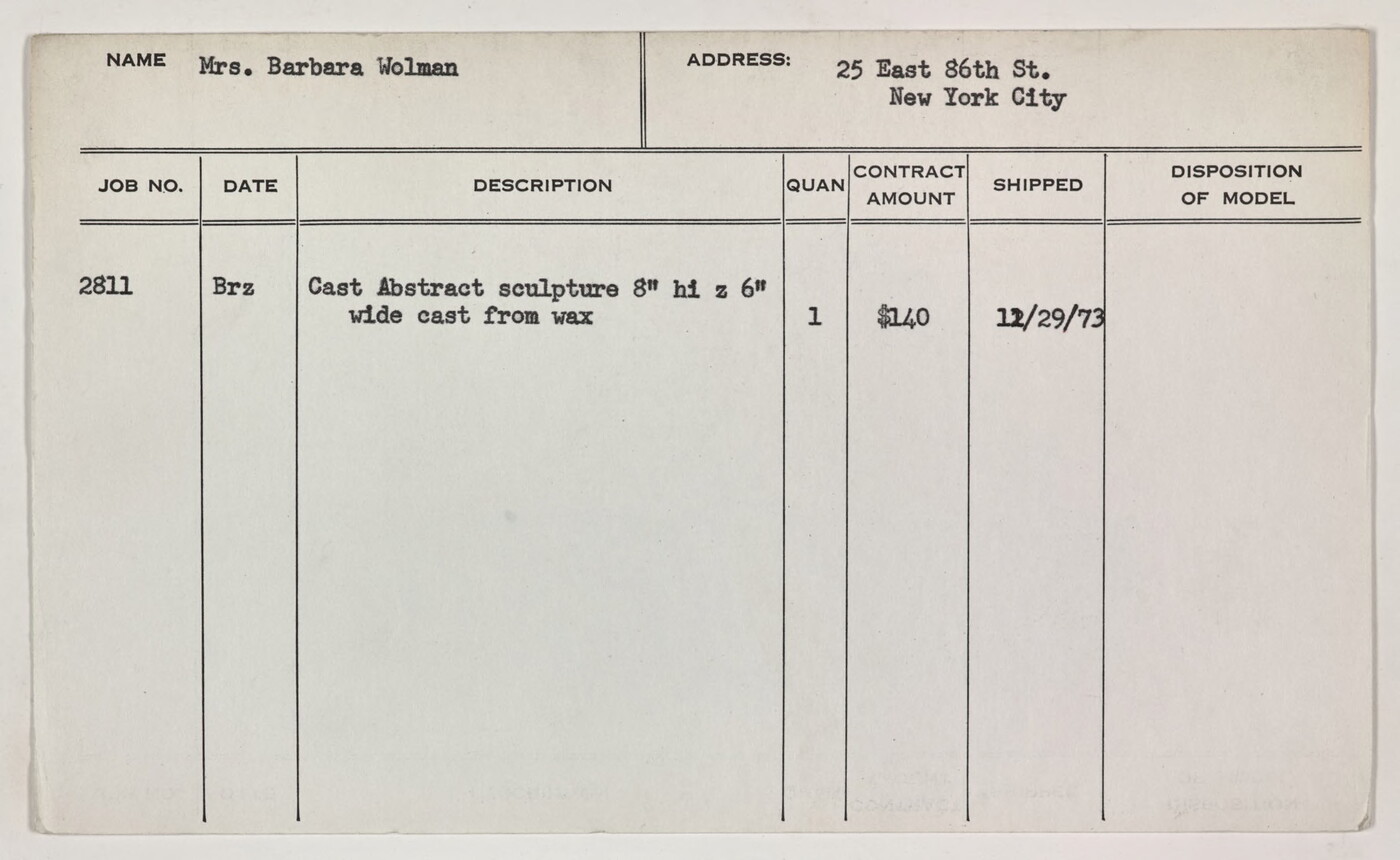 NAME Mrs. Barbara Wolman
ADDRESS: 25 East 86th St.
New York City
JOB NO. DATE DESCRIPTION QUAN CONTRACT AMOUNT SHIPPED DISPOSITION OF MODEL
2811 Brz Cast Abstract sculpture 8" hi z 6"
wide cast from wax 1 $140 /29/73